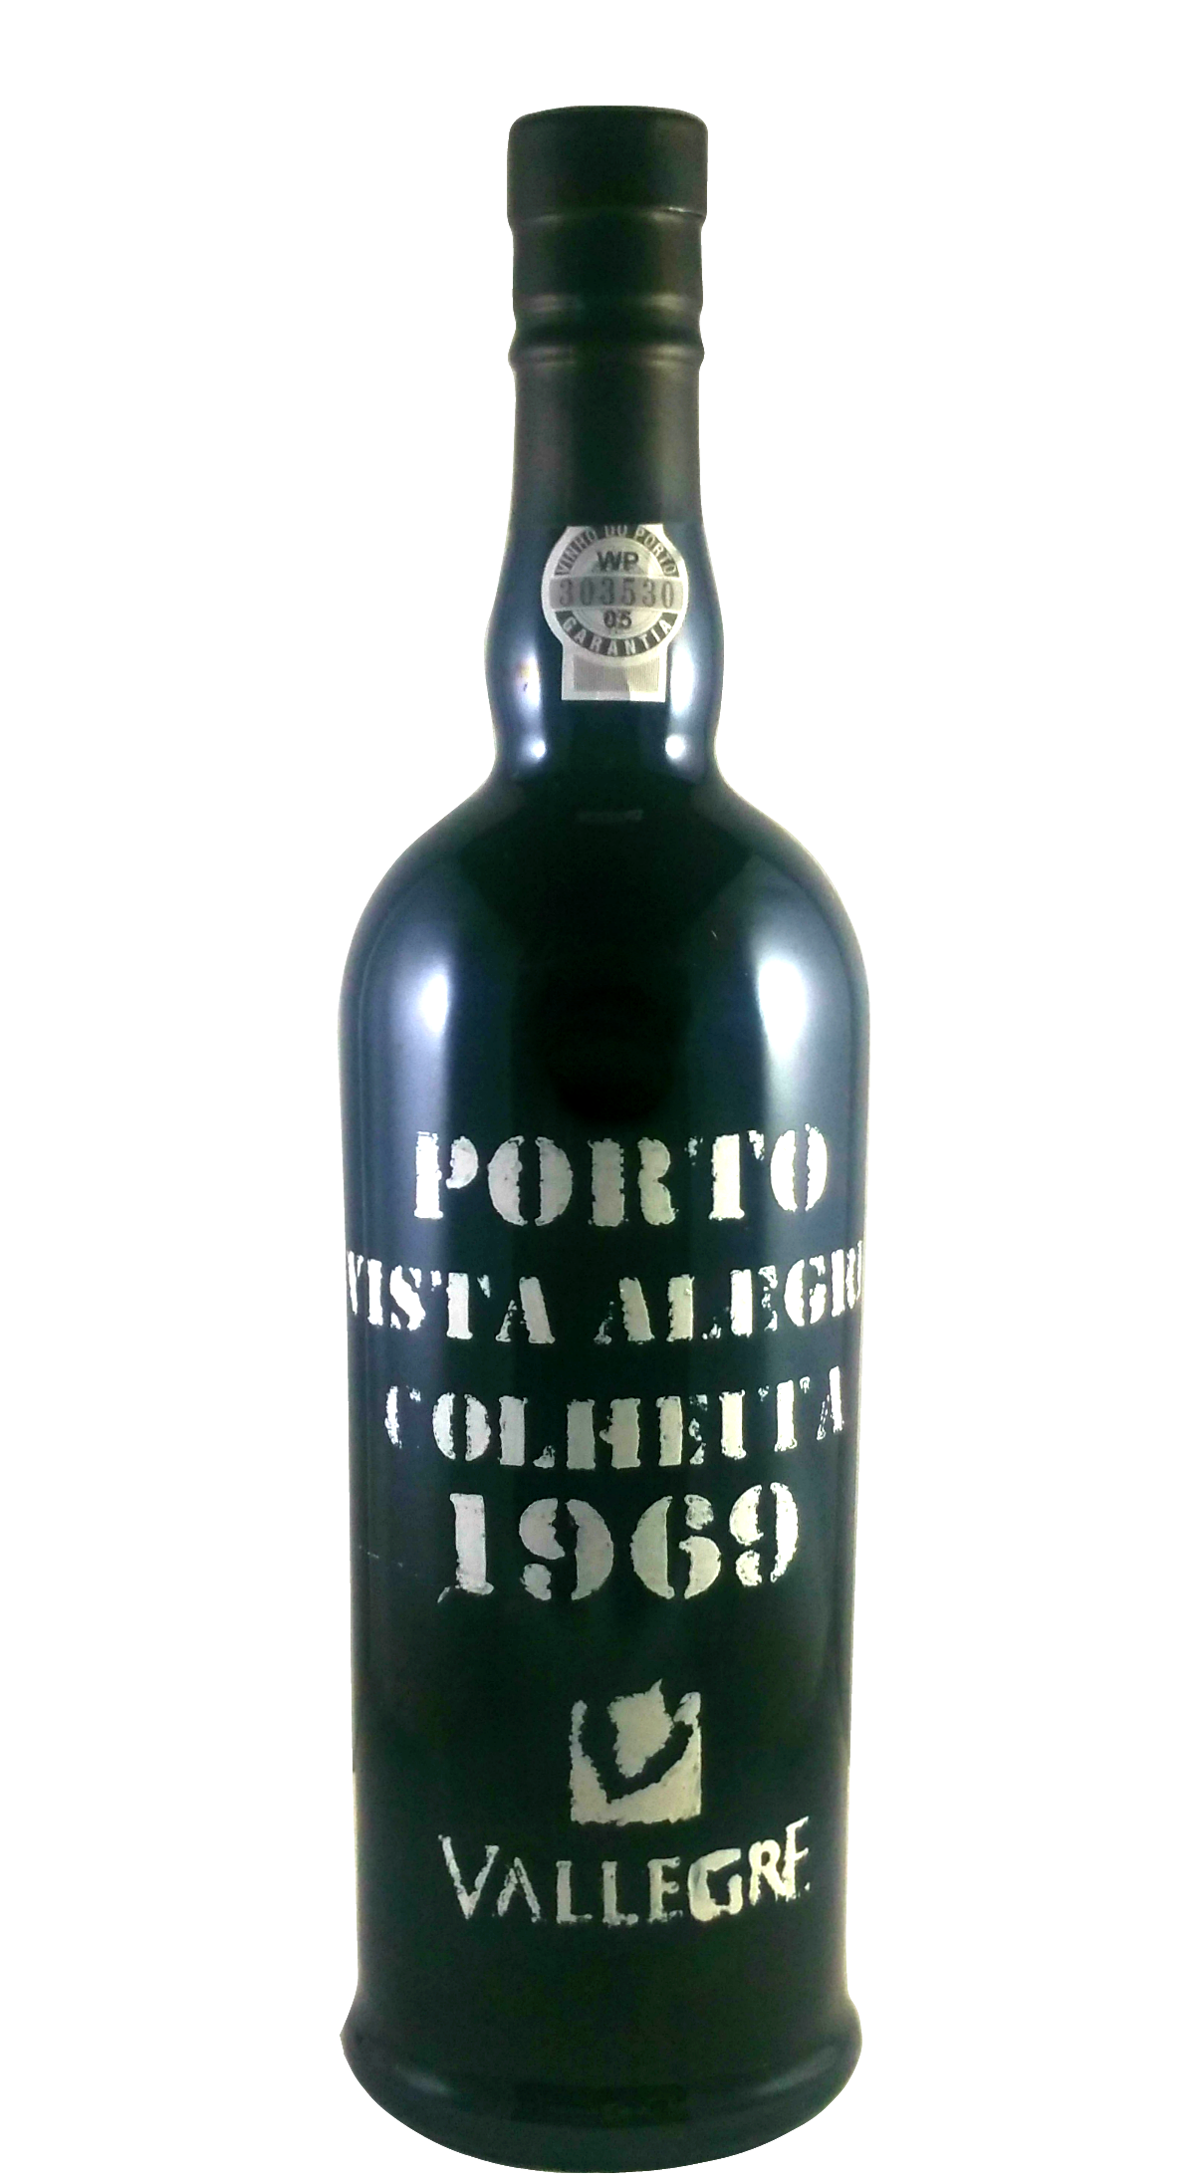 VINHO DO PORTO
WP
303530
05
GARANTIA
PORTO
VISTA ALEGRE
COLHEITA
1969
VALLEGRE